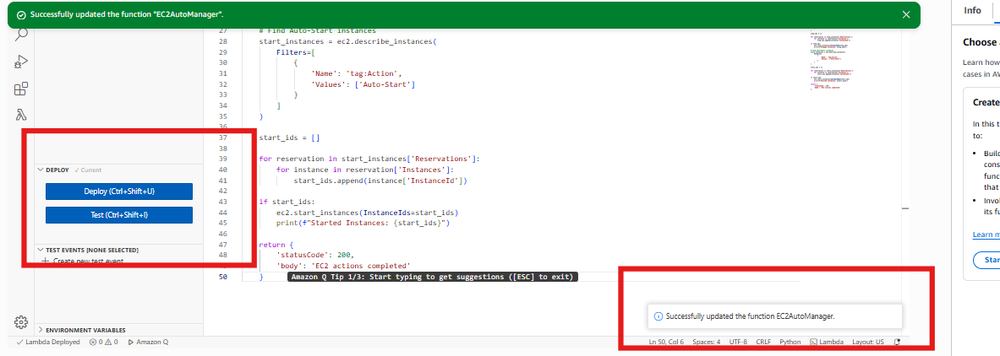 Successfully updated the function "EC2AutoManager".
27 # Find Auto-Start instances
28 start_instances = ec2.describe_instances(
29 Filters=[
30 {
31 'Name': 'tag:Action',
32 'Values': ['Auto-Start']
33 }
34 ]
35 )
36
37 start_ids = []
38
39 for reservation in start_instances['Reservations']:
40 for instance in reservation['Instances']:
41 start_ids.append(instance['InstanceId'])
42
43 if start_ids:
44 ec2.start_instances(InstanceIds=start_ids)
45 print(f"Started Instances: {start_ids}")
46
47 return {
48 'statusCode': 200,
49 'body': 'EC2 actions completed'
50 } Amazon Q Tip 1/3: Start typing to get suggestions ([ESC] to exit)
DEPLOY ✓ Current
Deploy (Ctrl+Shift+U)
Test (Ctrl+Shift+I)
TEST EVENTS [NONE SELECTED]
+ Create new test event
ENVIRONMENT VARIABLES
Successfully updated the function EC2AutoManager.
Lambda Deployed 0 0 Amazon Q Ln 50, Col 6 Spaces: 4 UTF-8 CRLF Python Lambda Layout: US
Info
Choose
Learn how
cases in AW
Create
In this t
to:
• Build
cons
func
that
• Invo
its fu
Learn m
Star